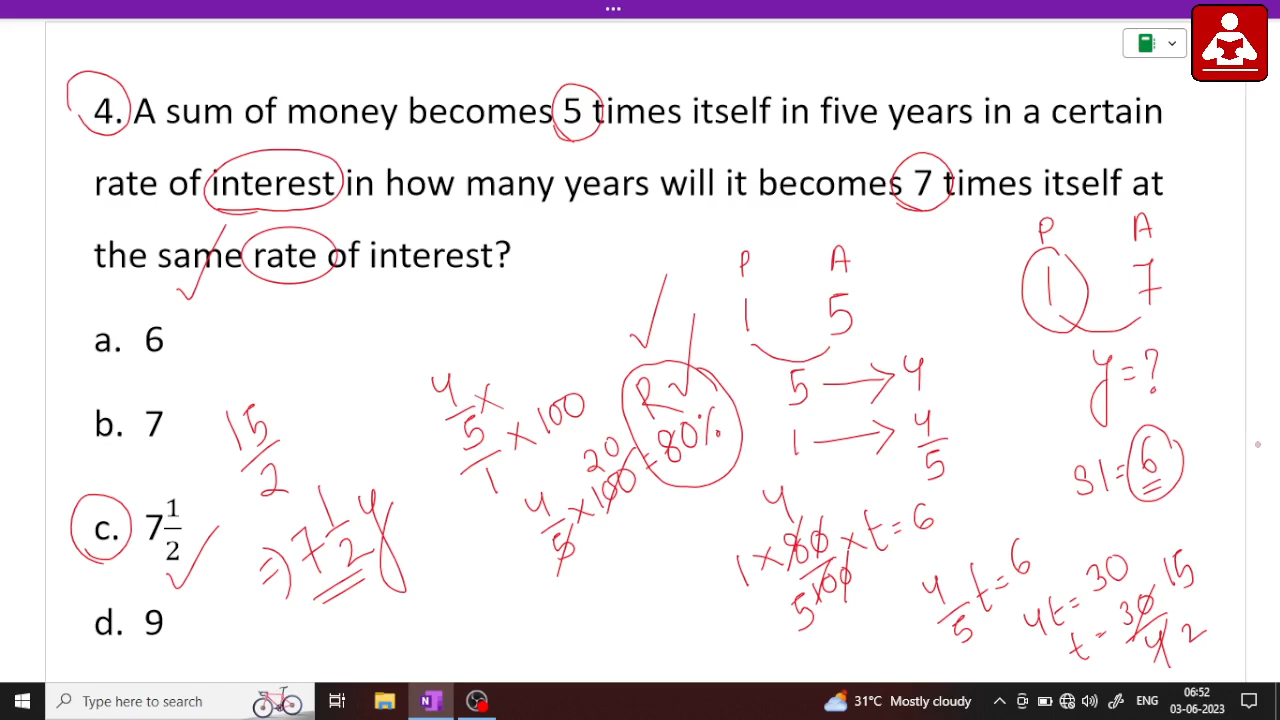 4. A sum of money becomes 5 times itself in five years in a certain
rate of interest in how many years will it becomes 7 times itself at
the same rate of interest?
a. 6
b. 7
c. 7 1/2
d. 9
P A
1 5
5 → 4
1 → 4/5
P A
1 7
y = ?
SI = 6
4/5 × 100
1
4/5 × 100 = 80%
20
R
1 × 80/100 × t = 6
4
5
4/5 t = 6
4t = 30
t = 30/4
15
2
15/2
⇒ 7 1/2 y
Type here to search
31°C Mostly cloudy
ENG
06:52
03-06-2023